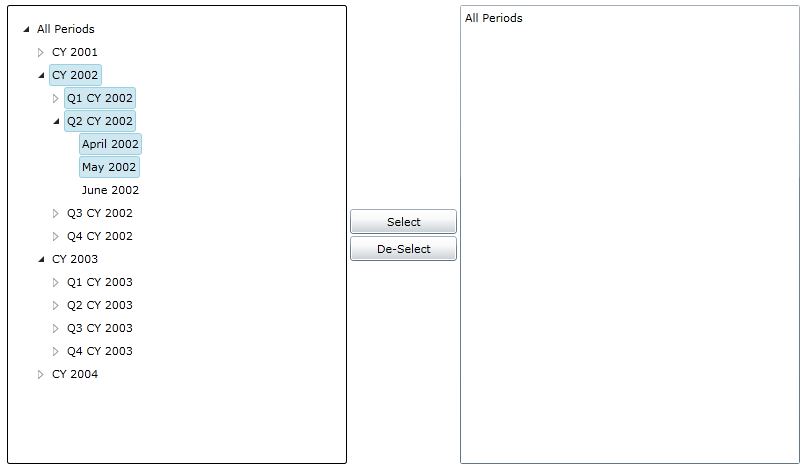 All Periods
CY 2001
CY 2002
Q1 CY 2002
Q2 CY 2002
April 2002
May 2002
June 2002
Q3 CY 2002
Q4 CY 2002
CY 2003
Q1 CY 2003
Q2 CY 2003
Q3 CY 2003
Q4 CY 2003
CY 2004
Select
De-Select
All Periods